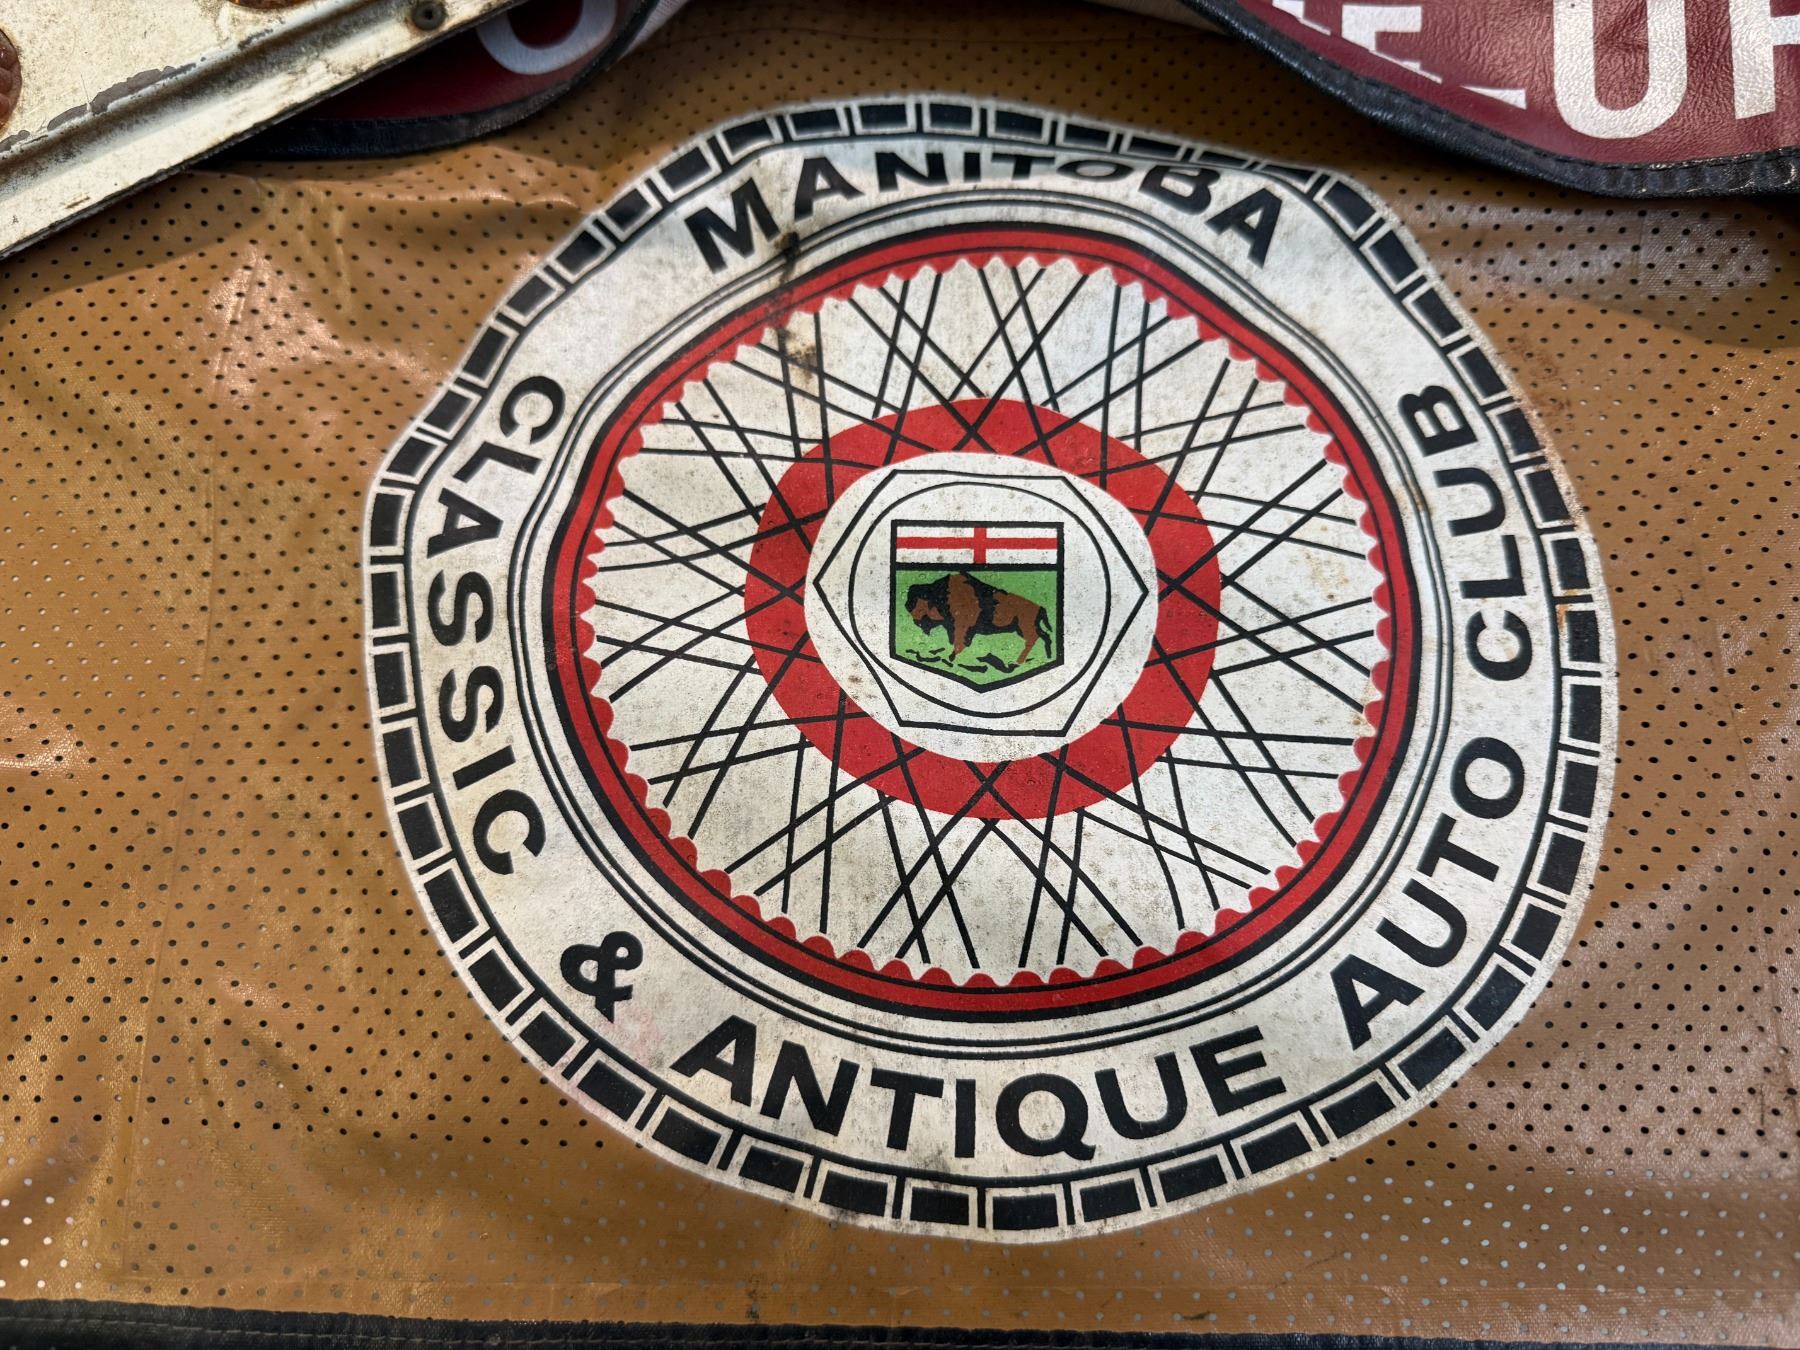 MANITOBA
CLASSIC & ANTIQUE AUTO CLUB